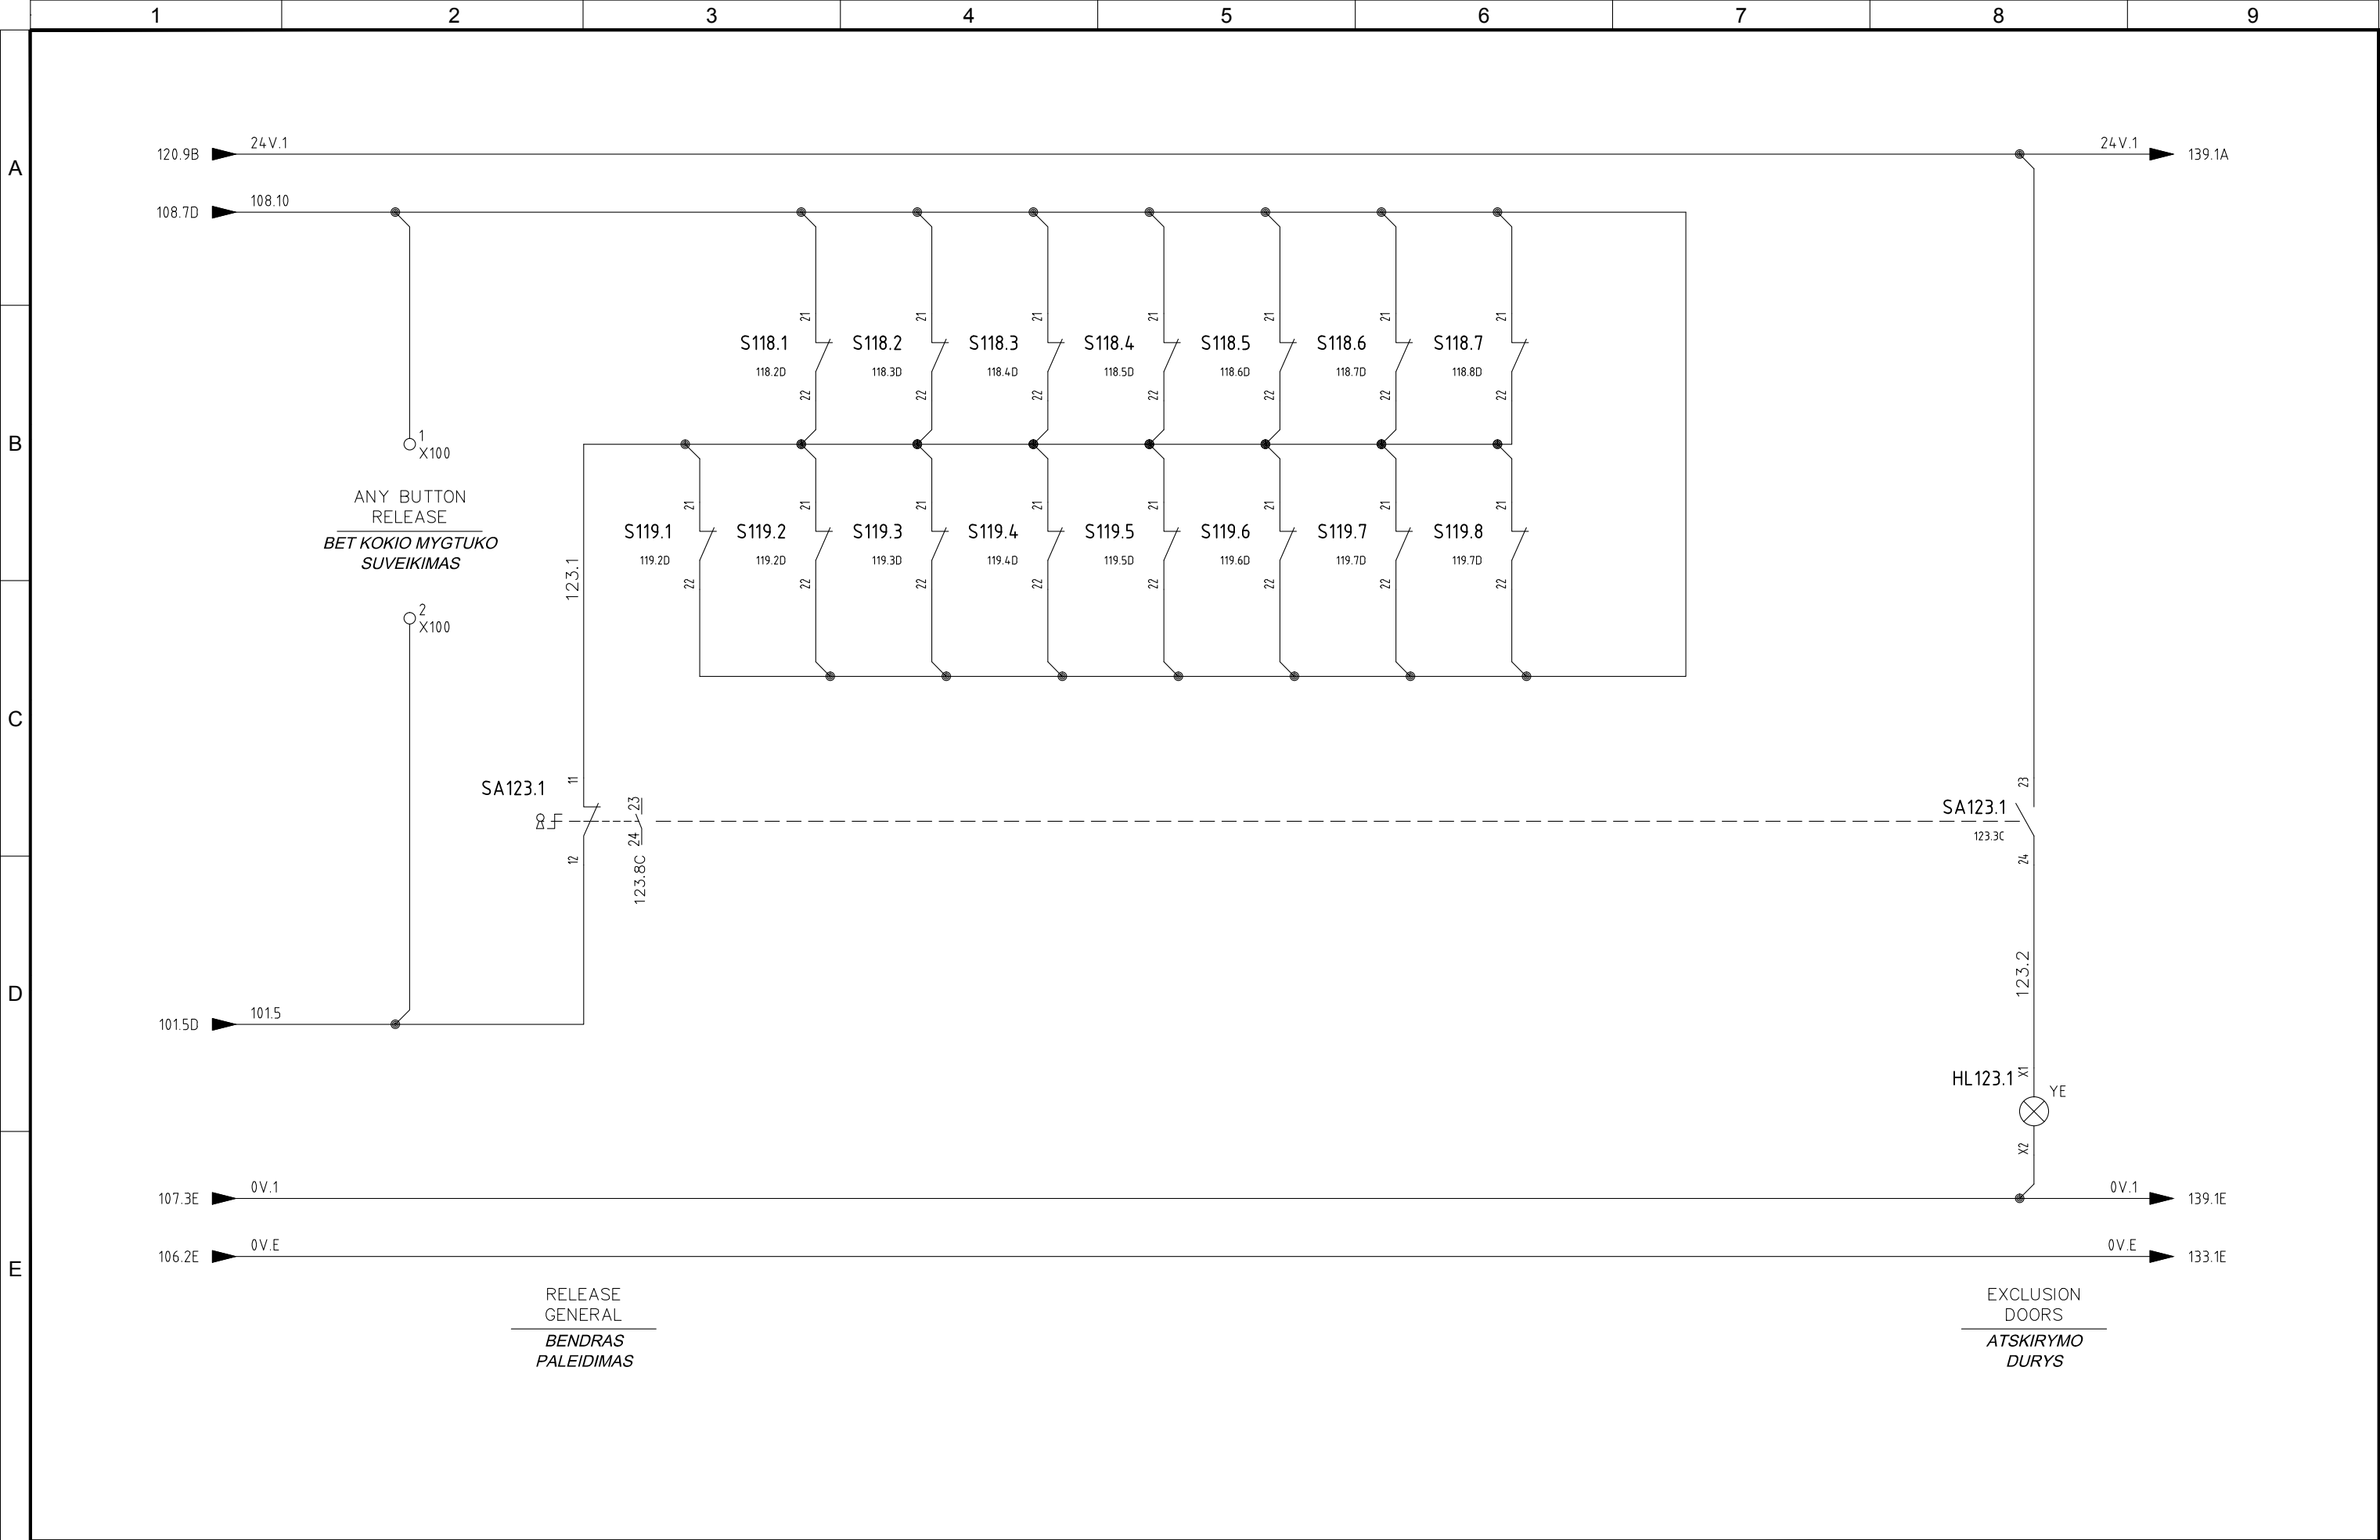 1 2 3 4 5 6 7 8 9
A
120.9B 24V.1 24V.1 139.1A
108.7D 108.10
21 21 21 21 21 21 21
S118.1 S118.2 S118.3 S118.4 S118.5 S118.6 S118.7
118.2D 118.3D 118.4D 118.5D 118.6D 118.7D 118.8D
22 22 22 22 22 22 22
B
1
X100
ANY BUTTON
RELEASE
BET KOKIO MYGTUKO
SUVEIKIMAS
21 21 21 21 21 21 21 21
S119.1 S119.2 S119.3 S119.4 S119.5 S119.6 S119.7 S119.8
119.2D 119.2D 119.3D 119.4D 119.5D 119.6D 119.7D 119.7D
22 22 22 22 22 22 22 22
123.1
2
X100
C
SA123.1 11 23
12 24
123.8C
23
SA123.1
123.3C
24
D
123.2
101.5D 101.5
HL123.1 X1
YE
X2
107.3E 0V.1 0V.1 139.1E
106.2E 0V.E 0V.E 133.1E
E
RELEASE
GENERAL
BENDRAS
PALEIDIMAS
EXCLUSION
DOORS
ATSKIRYMO
DURYS